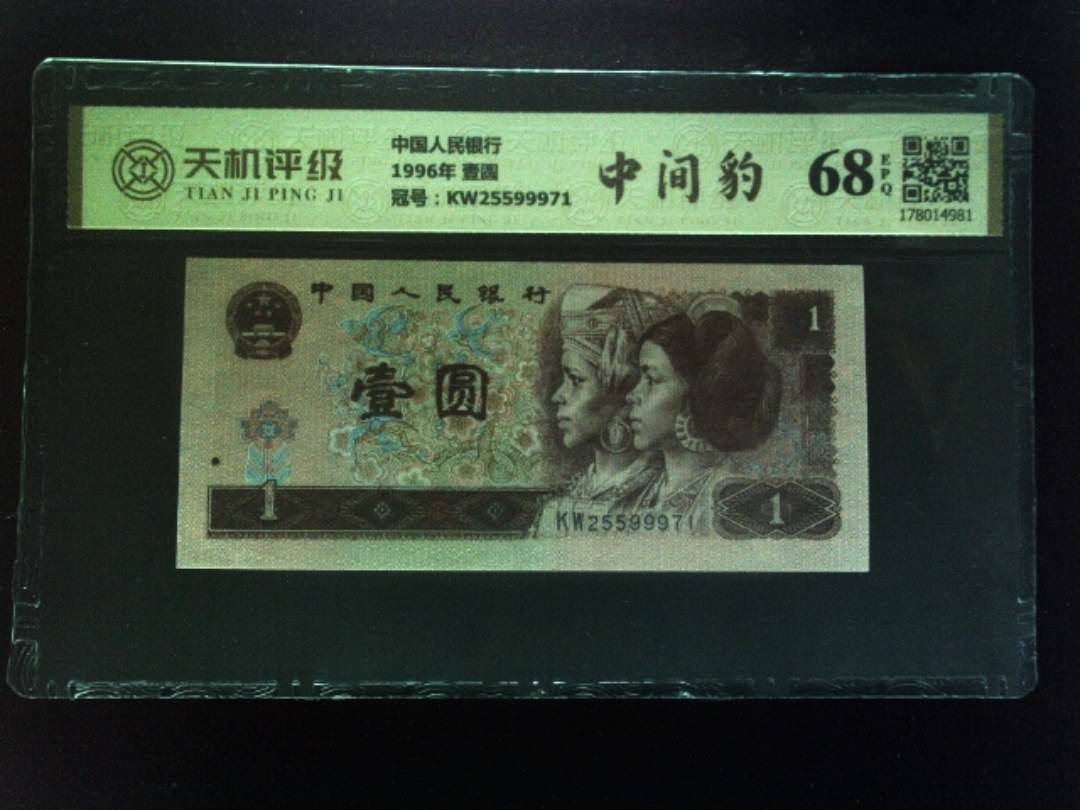 天机评级
TIAN JI PING JI
中国人民银行
1996年 壹圆
冠号：KW25599971
中间豹
68
EPQ
178014981
中国人民银行
1
壹圆
1
KW25599971
1